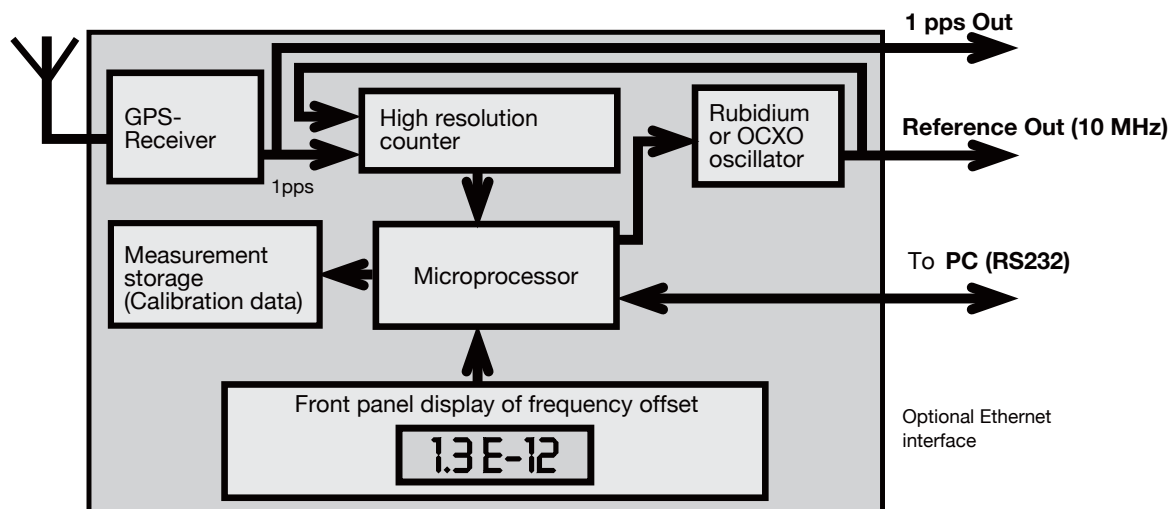 1 pps Out
GPS-
Receiver
High resolution
counter
Rubidium
or OCXO
oscillator
Reference Out (10 MHz)
1pps
Measurement
storage
(Calibration data)
Microprocessor
To PC (RS232)
Front panel display of frequency offset
1.3E-12
Optional Ethernet
interface